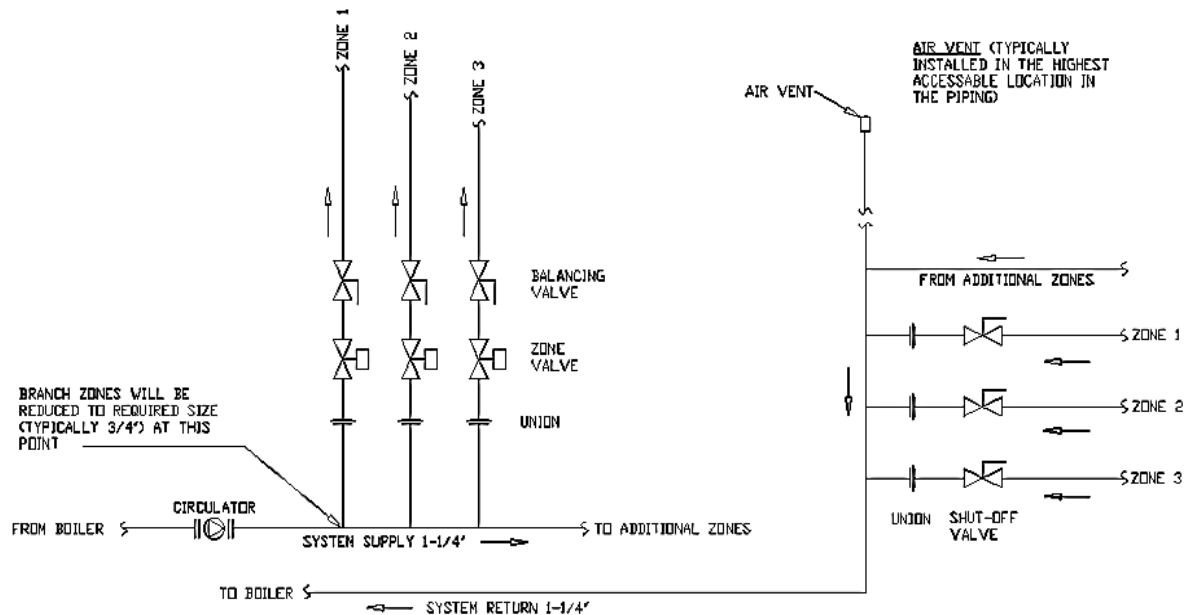 ZONE 1
ZONE 2
ZONE 3
AIR VENT (TYPICALLY
INSTALLED IN THE HIGHEST
ACCESSABLE LOCATION IN
THE PIPING)
AIR VENT
FROM ADDITIONAL ZONES
BALANCING
VALVE
ZONE
VALVE
ZONE 1
BRANCH ZONES WILL BE
REDUCED TO REQUIRED SIZE
(TYPICALLY 3/4") AT THIS
POINT
UNION
ZONE 2
ZONE 3
CIRCULATOR
UNION
SHUT-OFF
VALVE
FROM BOILER
TO ADDITIONAL ZONES
SYSTEM SUPPLY 1-1/4"
TO BOILER
SYSTEM RETURN 1-1/4"